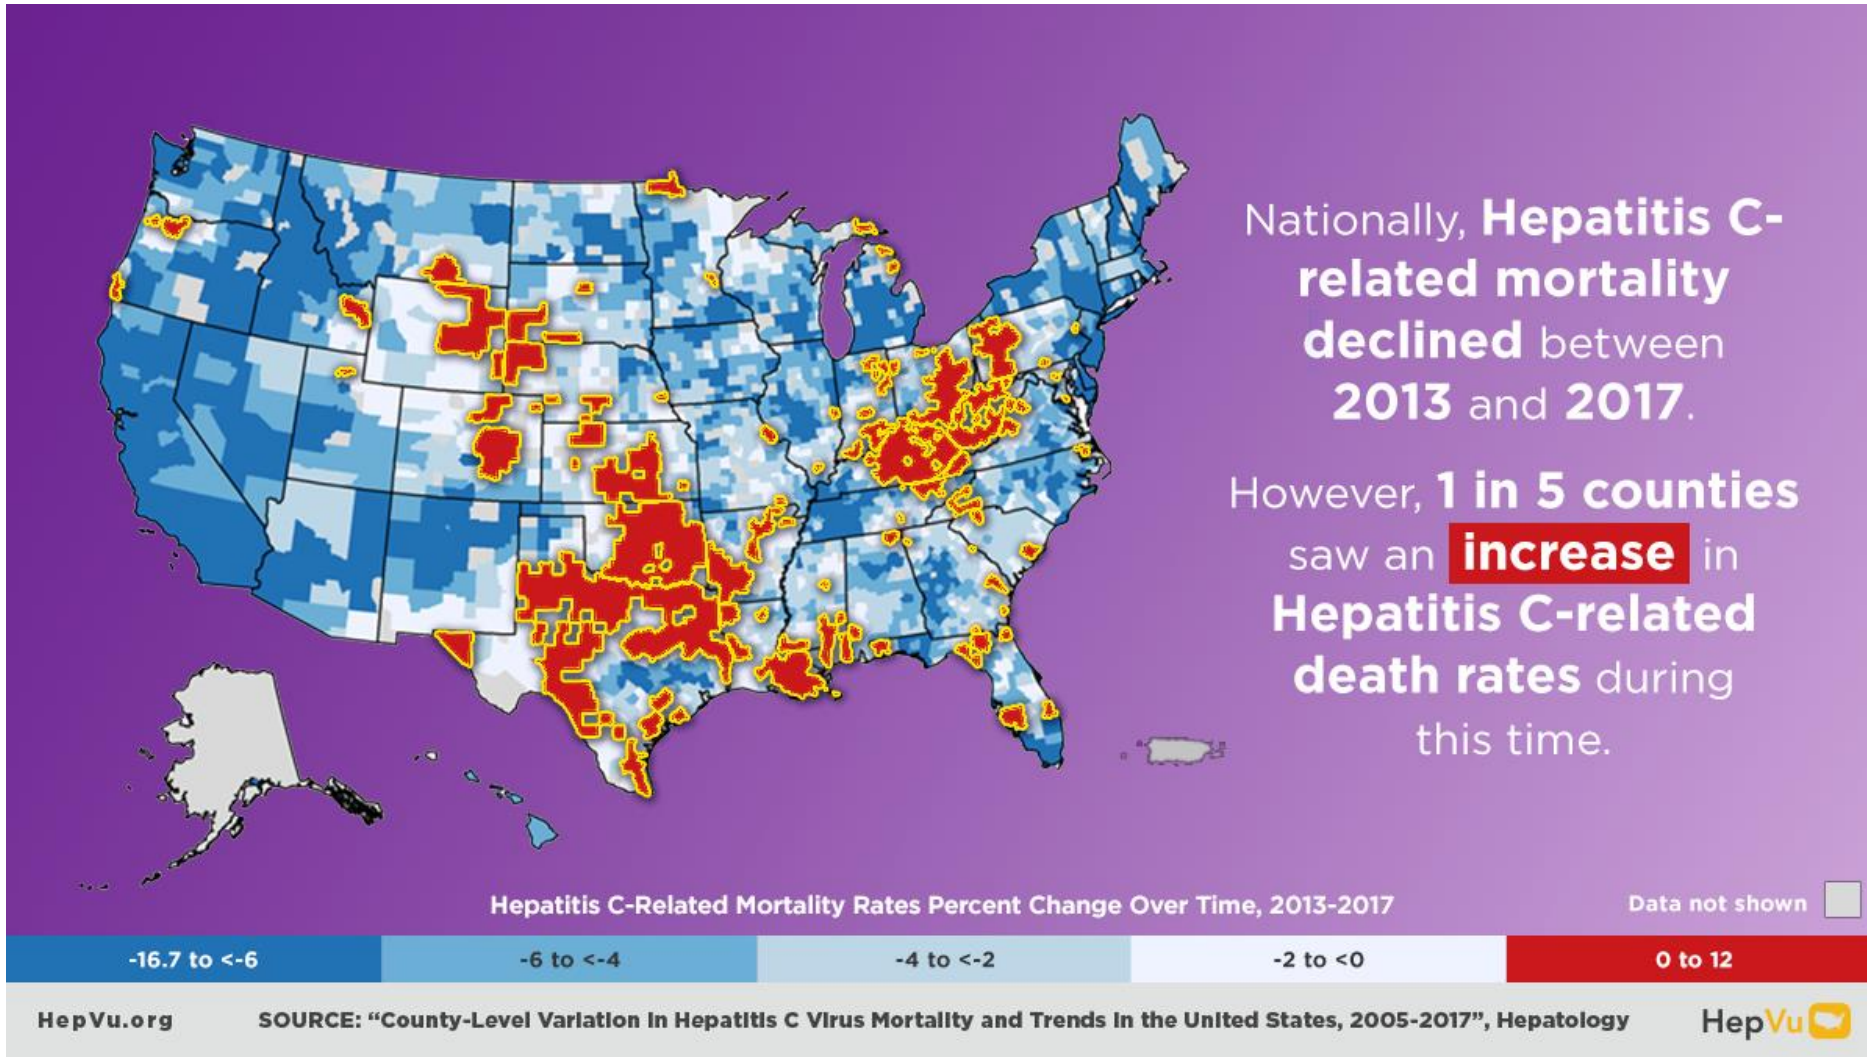 Nationally, Hepatitis C-
related mortality
declined between
2013 and 2017.
However, 1 in 5 counties
saw an increase in
Hepatitis C-related
death rates during
this time.
Hepatitis C-Related Mortality Rates Percent Change Over Time, 2013-2017
Data not shown
-16.7 to <-6
-6 to <-4
-4 to <-2
-2 to <0
0 to 12
HepVu.org
SOURCE: “County-Level Variation in Hepatitis C Virus Mortality and Trends in the United States, 2005-2017”, Hepatology
HepVu